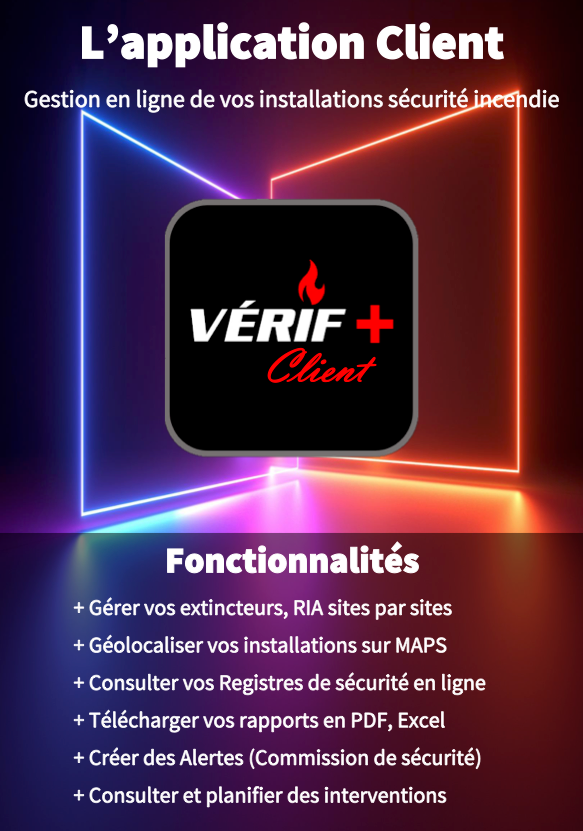 L’application Client
Gestion en ligne de vos installations sécurité incendie
VÉRIF +
Client
Fonctionnalités
+ Gérer vos extincteurs, RIA sites par sites
+ Géolocaliser vos installations sur MAPS
+ Consulter vos Registres de sécurité en ligne
+ Télécharger vos rapports en PDF, Excel
+ Créer des Alertes (Commission de sécurité)
+ Consulter et planifier des interventions